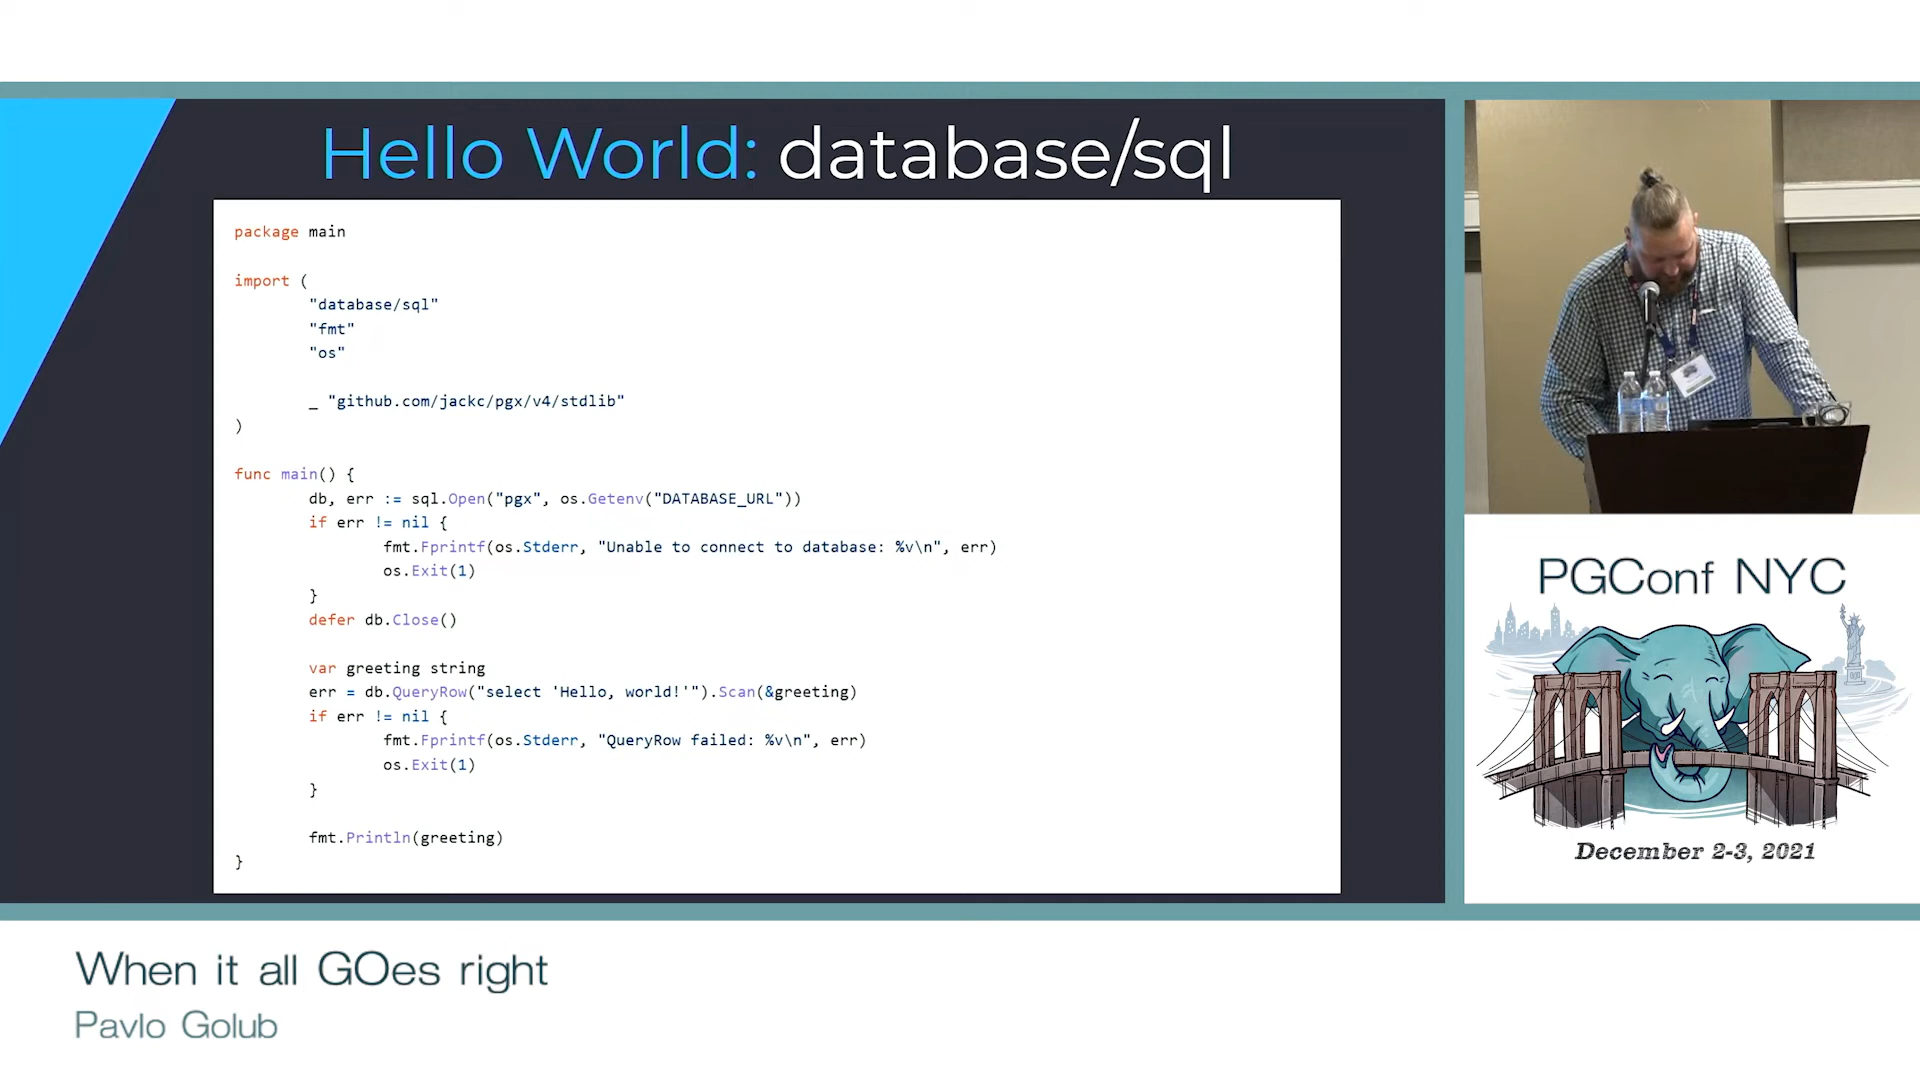 Hello World: database/sql
package main
import (
"database/sql"
"fmt"
"os"
_ "github.com/jackc/pgx/v4/stdlib"
)
func main() {
db, err := sql.Open("pgx", os.Getenv("DATABASE_URL"))
if err != nil {
fmt.Fprintf(os.Stderr, "Unable to connect to database: %v\n", err)
os.Exit(1)
}
defer db.Close()
var greeting string
err = db.QueryRow("select 'Hello, world!'").Scan(&greeting)
if err != nil {
fmt.Fprintf(os.Stderr, "QueryRow failed: %v\n", err)
os.Exit(1)
}
fmt.Println(greeting)
}
PGConf NYC
December 2-3, 2021
When it all GOes right
Pavlo Golub